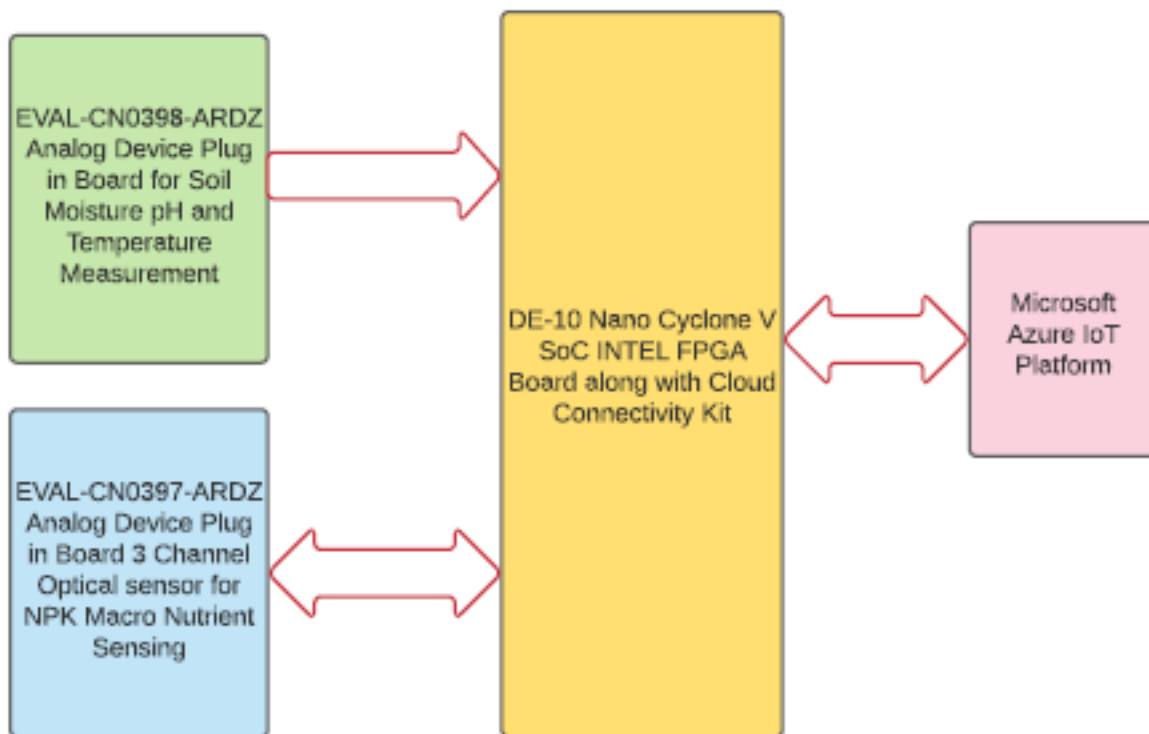 EVAL-CN0398-ARDZ
Analog Device Plug
in Board for Soil
Moisture pH and
Temperature
Measurement
EVAL-CN0397-ARDZ
Analog Device Plug
in Board 3 Channel
Optical sensor for
NPK Macro Nutrient
Sensing
DE-10 Nano Cyclone V
SoC INTEL FPGA
Board along with Cloud
Connectivity Kit
Microsoft
Azure IoT
Platform